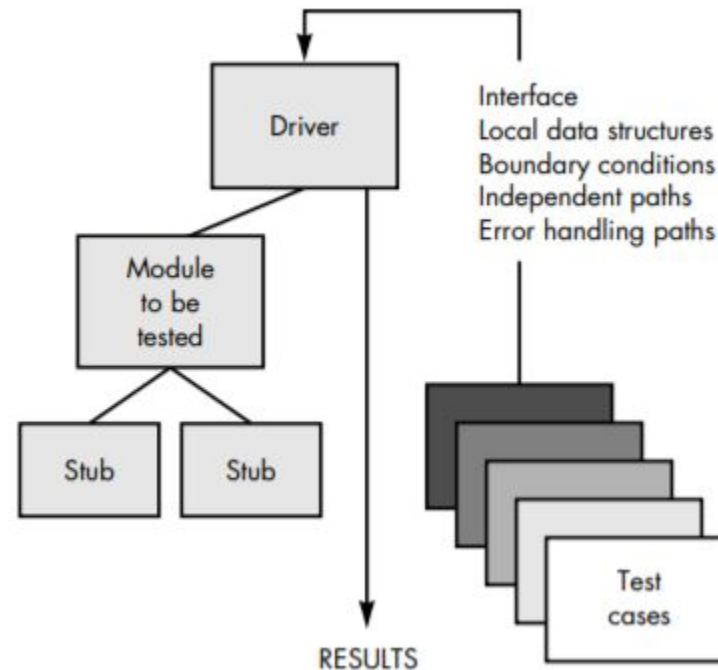 Driver
Interface
Local data structures
Boundary conditions
Independent paths
Error handling paths
Module
to be
tested
Stub
Stub
Test
cases
RESULTS